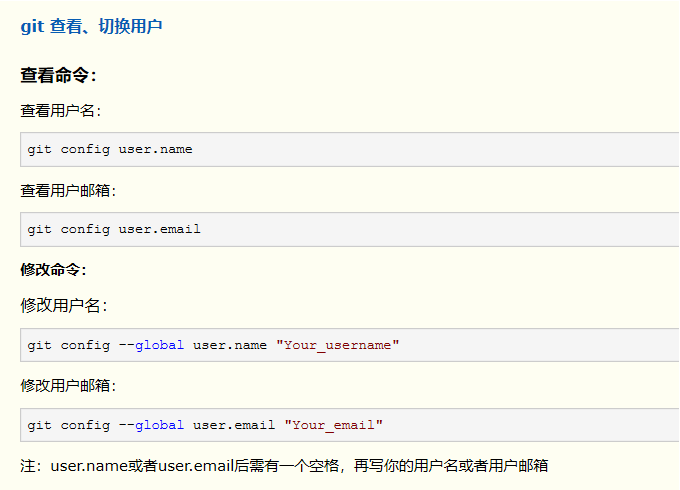 git 查看、切换用户
查看命令：
查看用户名：
git config user.name
查看用户邮箱：
git config user.email
修改命令：
修改用户名：
git config --global user.name "Your_username"
修改用户邮箱：
git config --global user.email "Your_email"
注：user.name或者user.email后需有一个空格，再写你的用户名或者用户邮箱